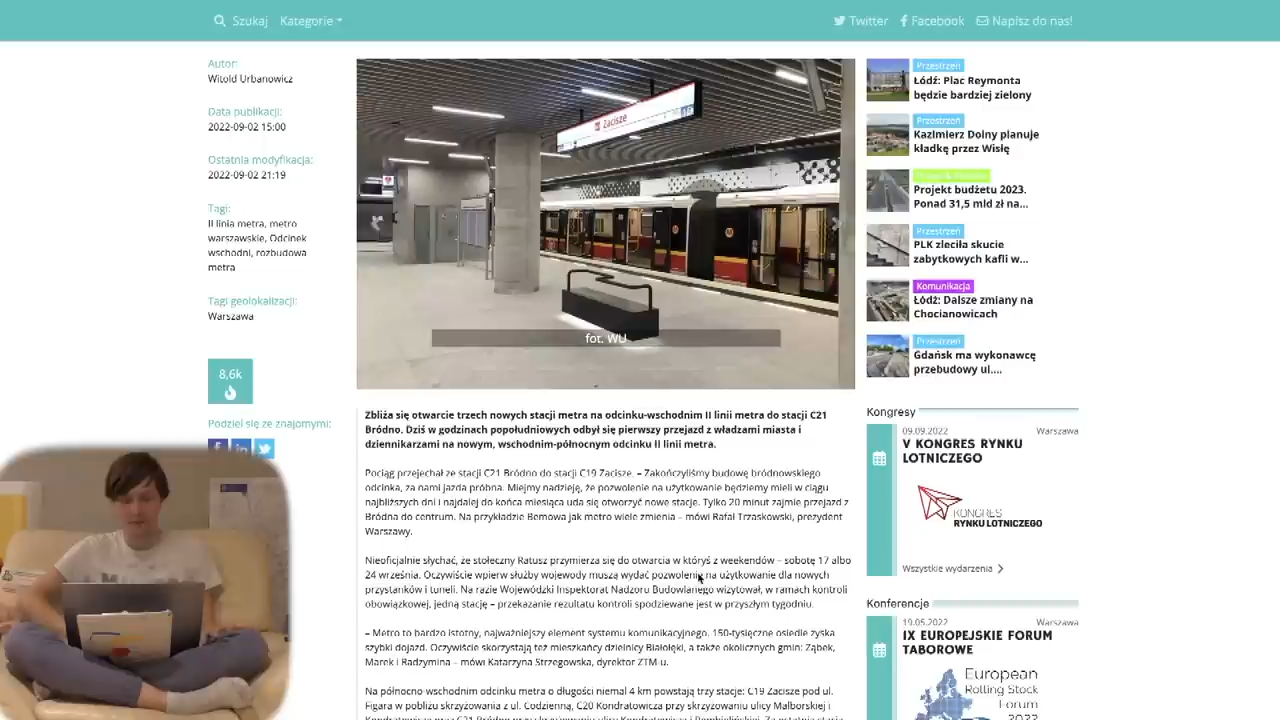 Szukaj Kategorie
Twitter Facebook Napisz do nas!
Autor:
Witold Urbanowicz
Data publikacji:
2022-09-02 15:00
Ostatnia modyfikacja:
2022-09-02 21:19
Tagi:
II linia metra, metro
warszawskie, Odcinek
wschodni, rozbudowa
metra
Tagi geolokalizacji:
Warszawa
8,6k
Podziel się ze znajomymi:
Zacisze
fot. WU
Zbliża się otwarcie trzech nowych stacji metra na odcinku-wschodnim II linii metra do stacji C21
Bródno. Dziś w godzinach popołudniowych odbył się pierwszy przejazd z władzami miasta i
dziennikarzami na nowym, wschodnim-północnym odcinku II linii metra.
Pociąg przejechał ze stacji C21 Bródno do stacji C19 Zacisze. – Zakończyliśmy budowę bródnowskiego
odcinka, za nami jazda próbna. Miejmy nadzieję, że pozwolenie na użytkowanie będziemy mieli w ciągu
najbliższych dni i najdalej do końca miesiąca uda się otworzyć nowe stacje. Tylko 20 minut zajmie przejazd z
Bródna do centrum. Na przykładzie Bemowa jak metro wiele zmienia – mówi Rafał Trzaskowski, prezydent
Warszawy.
Nieoficjalnie słychać, że stołeczny Ratusz przymierza się do otwarcia w któryś z weekendów – sobotę 17 albo
24 września. Oczywiście wpierw służby wojewody muszą wydać pozwolenie na użytkowanie dla nowych
przystanków i tuneli. Na razie Wojewódzki Inspektorat Nadzoru Budowlanego wizytował, w ramach kontroli
obowiązkowej, jedną stację – przekazanie rezultatu kontroli spodziewane jest w przyszłym tygodniu.
– Metro to bardzo istotny, najważniejszy element systemu komunikacyjnego. 150-tysięczne osiedle zyska
szybki dojazd. Oczywiście skorzystają też mieszkańcy dzielnicy Białołęki, a także okolicznych gmin: Ząbek,
Marek i Radzymina – mówi Katarzyna Strzegowska, dyrektor ZTM-u.
Na północno-wschodnim odcinku metra o długości niemal 4 km powstają trzy stacje: C19 Zacisze pod ul.
Figara w pobliżu skrzyżowania z ul. Codzienną, C20 Kondratowicza przy skrzyżowaniu ulicy Malborskiej i
Przestrzeń
Łódź: Plac Reymonta
będzie bardziej zielony
Przestrzeń
Kazimierz Dolny planuje
kładkę przez Wisłę
Projekt budżetu 2023.
Ponad 31,5 mld zł na...
Przestrzeń
PLK zleciła skucie
zabytkowych kafli w...
Komunikacja
Łódź: Dalsze zmiany na
Chocianowicach
Przestrzeń
Gdańsk ma wykonawcę
przebudowy ul....
Kongresy
09.09.2022 Warszawa
V KONGRES RYNKU
LOTNICZEGO
KONGRES
RYNKU LOTNICZEGO
Wszystkie wydarzenia
Konferencje
19.05.2022 Warszawa
IX EUROPEJSKIE FORUM
TABOROWE
European
Rolling Stock
Forum
2022